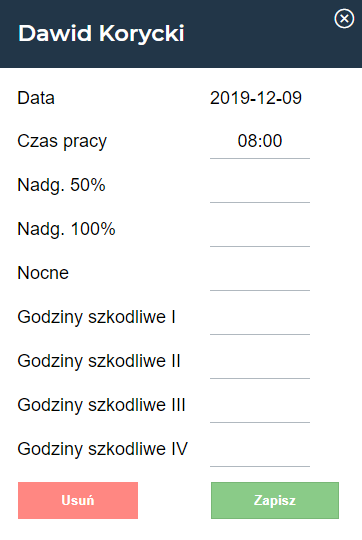 Dawid Korycki
Data 2019-12-09
Czas pracy 08:00
Nadg. 50%
Nadg. 100%
Nocne
Godziny szkodliwe I
Godziny szkodliwe II
Godziny szkodliwe III
Godziny szkodliwe IV
Usuń Zapisz